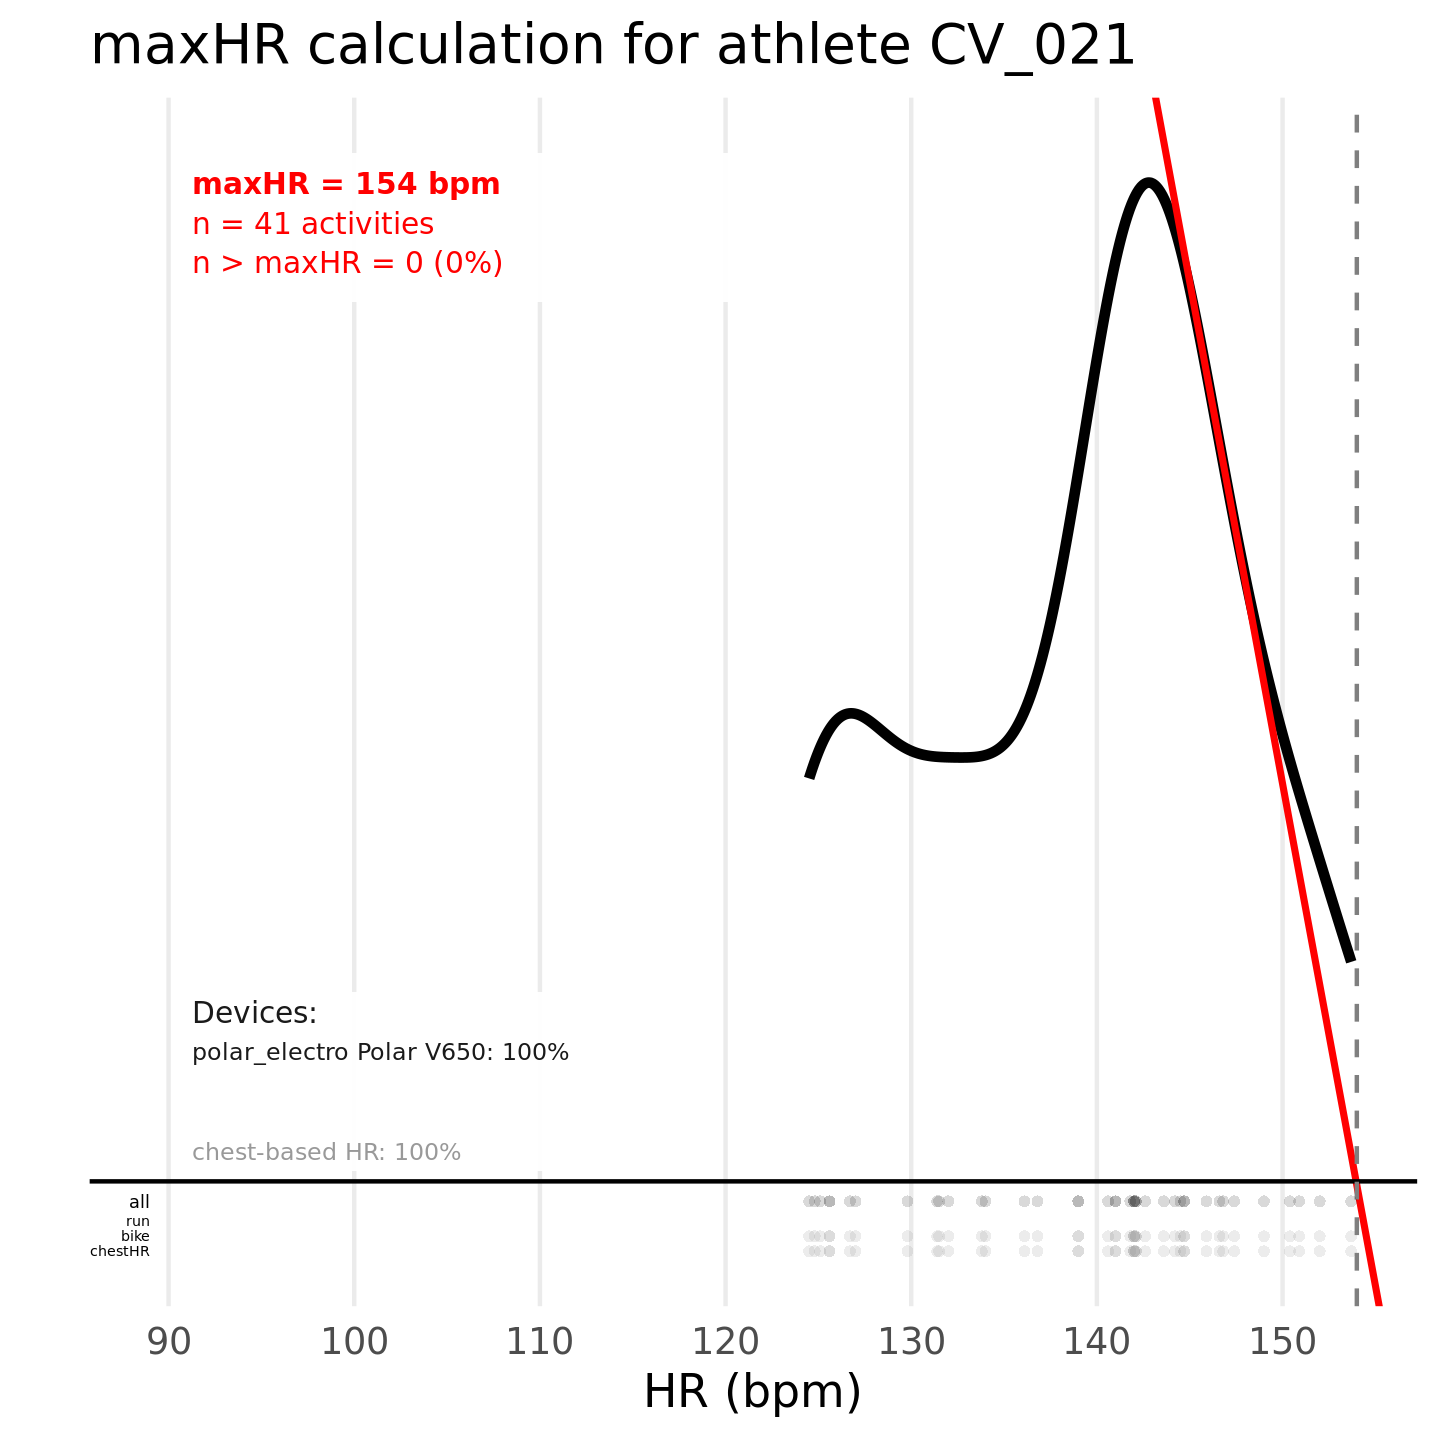 maxHR calculation for athlete CV_021
maxHR = 154 bpm
n = 41 activities
n > maxHR = 0 (0%)
Devices:
polar_electro Polar V650: 100%
chest-based HR: 100%
all
run
bike
chestHR
90 100 110 120 130 140 150
HR (bpm)